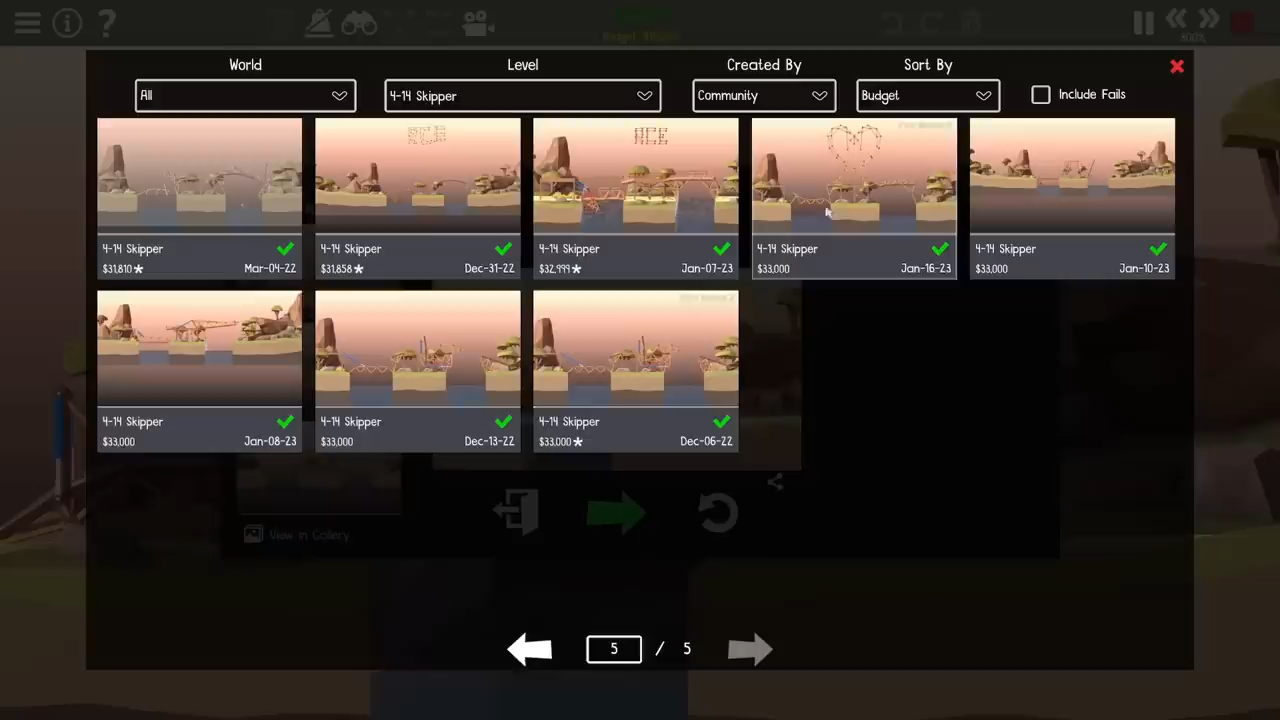 World
Level
Created By
Sort By
All
4-14 Skipper
Community
Budget
Include Fails
4-14 Skipper
$31,810★
Mar-04-22
4-14 Skipper
$31,858★
Dec-31-22
ACE
4-14 Skipper
$32,999★
Jan-07-23
4-14 Skipper
$33,000
Jan-16-23
4-14 Skipper
$33,000
Jan-10-23
4-14 Skipper
$33,000
Jan-08-23
4-14 Skipper
$33,000
Dec-13-22
4-14 Skipper
$33,000★
Dec-06-22
View in Gallery
5 / 5